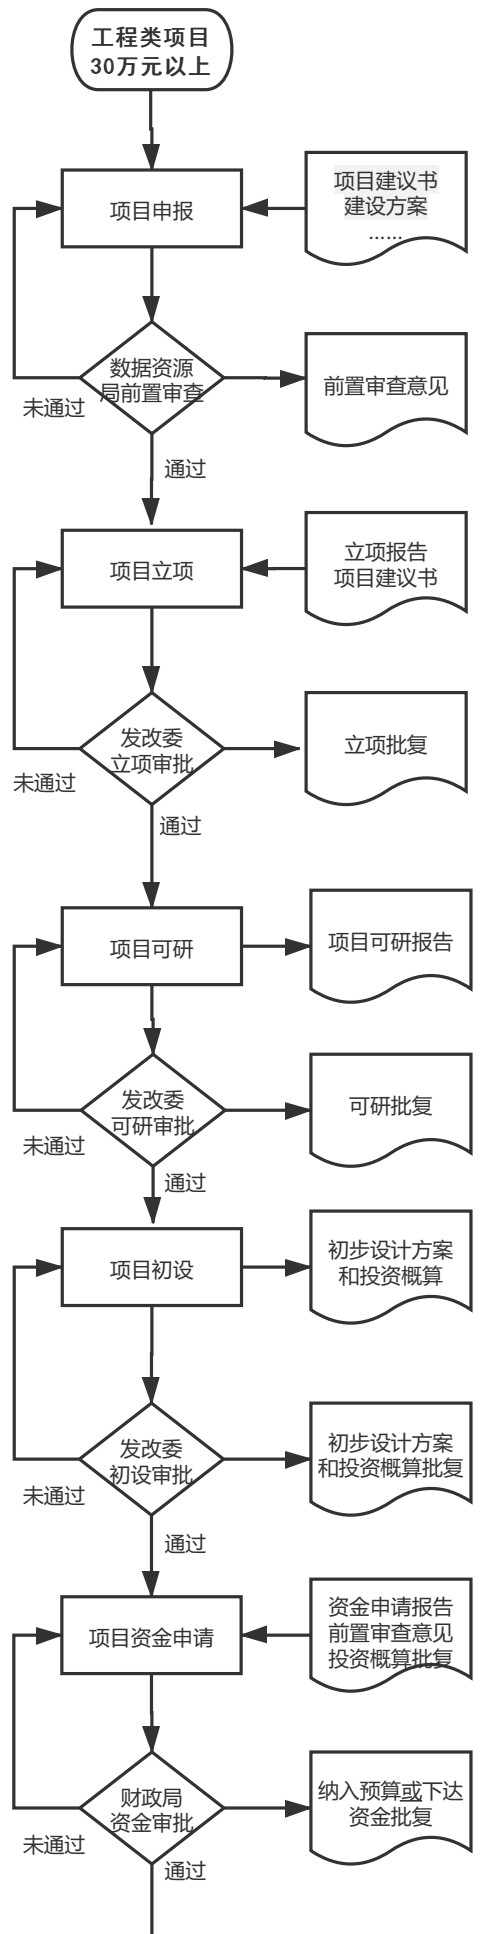 工程类项目
30万元以上
项目申报
项目建议书
建设方案
……
数据资源
局前置审查
前置审查意见
未通过
通过
项目立项
立项报告
项目建议书
发改委
立项审批
立项批复
未通过
通过
项目可研
项目可研报告
发改委
可研审批
可研批复
未通过
通过
项目初设
初步设计方案
和投资概算
发改委
初设审批
初步设计方案
和投资概算批复
未通过
通过
项目资金申请
资金申请报告
前置审查意见
投资概算批复
财政局
资金审批
纳入预算或下达
资金批复
未通过
通过